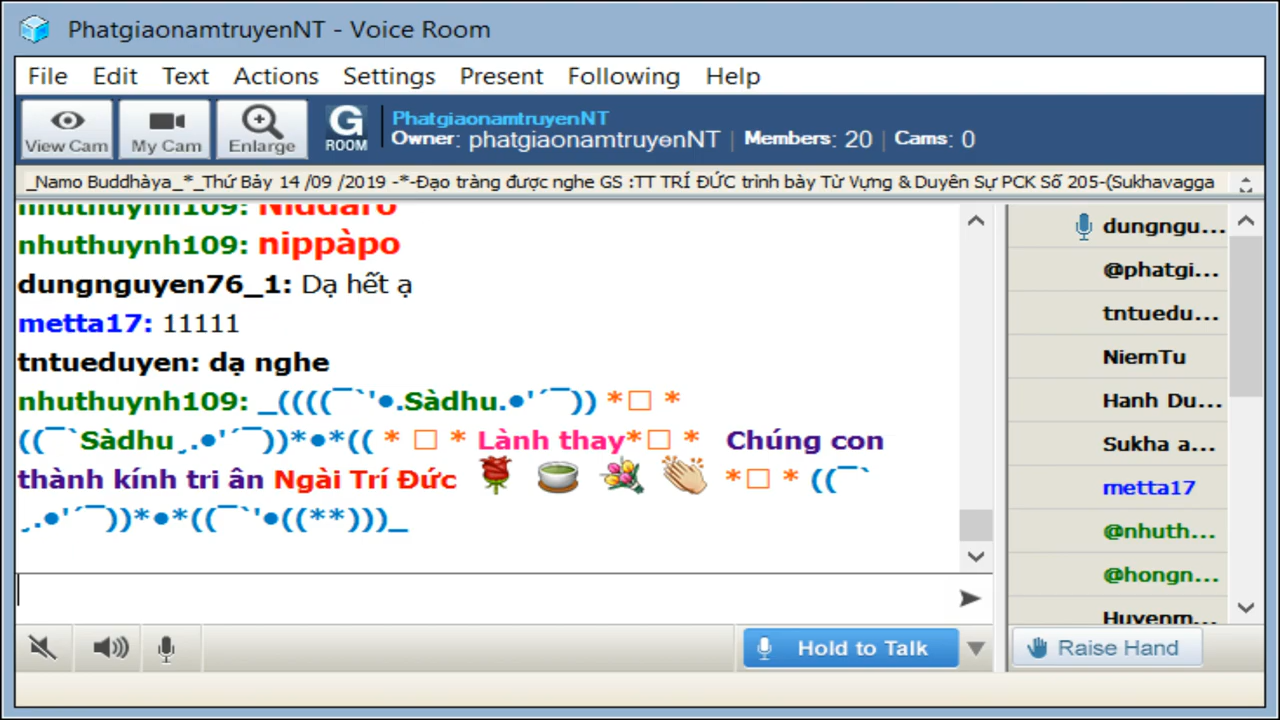 PhatgiaonamtruyenNT - Voice Room
File Edit Text Actions Settings Present Following Help
View Cam My Cam Enlarge G ROOM
PhatgiaonamtruyenNT
Owner: phatgiaonamtruyenNT | Members: 20 | Cams: 0
_Namo Buddhàya_*_Thứ Bảy 14 /09 /2019 -*-Đạo tràng được nghe GS :TT TRÍ ĐỨC trình bày Từ Vựng & Duyên Sự PCK Số 205-(Sukhavagga
nhuthuynh109: Niddaro
nhuthuynh109: nippàpo
dungnguyen76_1: Dạ hết ạ
metta17: 11111
tntueduyen: dạ nghe
nhuthuynh109: _((((¯`'●.Sàdhu.●'´¯)) *□ *
((¯`Sàdhu¸.●'´¯))*●*(( * □ * Lành thay*□ * Chúng con
thành kính tri ân Ngài Trí Đức 🌹 🍵 💐 👏 *□ * ((¯`
¸.●'´¯))*●*((¯`'●((**)))_
dungngu...
@phatgi...
tntuedu...
NiemTu
Hanh Du...
Sukha a...
metta17
@nhuth...
@hongn...
Huyenm...
Hold to Talk
Raise Hand